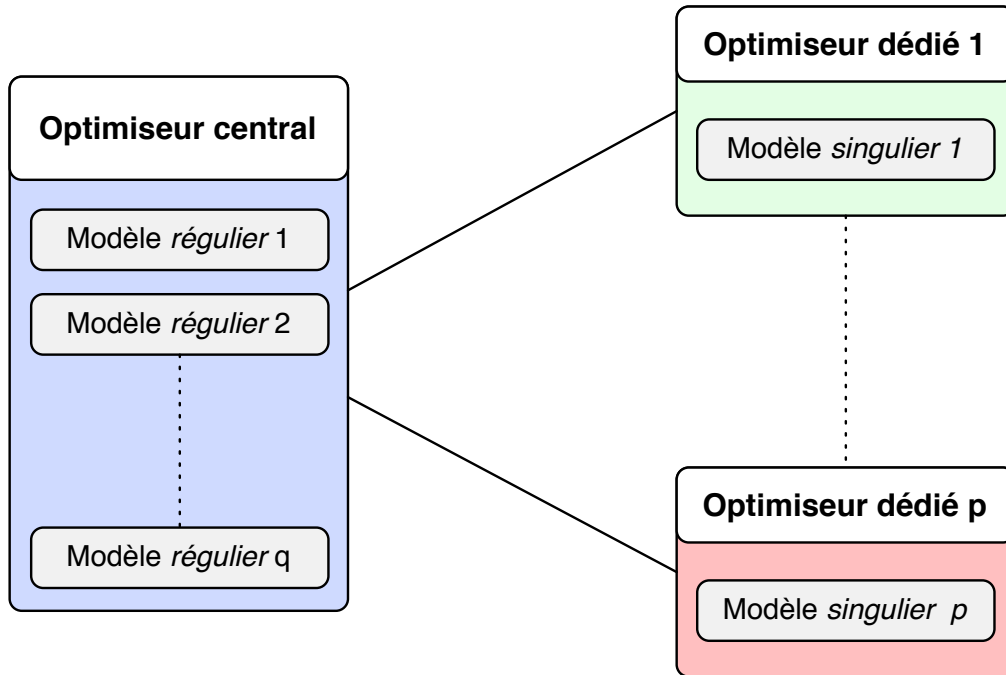 Optimiseur central
Modèle régulier 1
Modèle régulier 2
Modèle régulier q
Optimiseur dédié 1
Modèle singulier 1
Optimiseur dédié p
Modèle singulier p